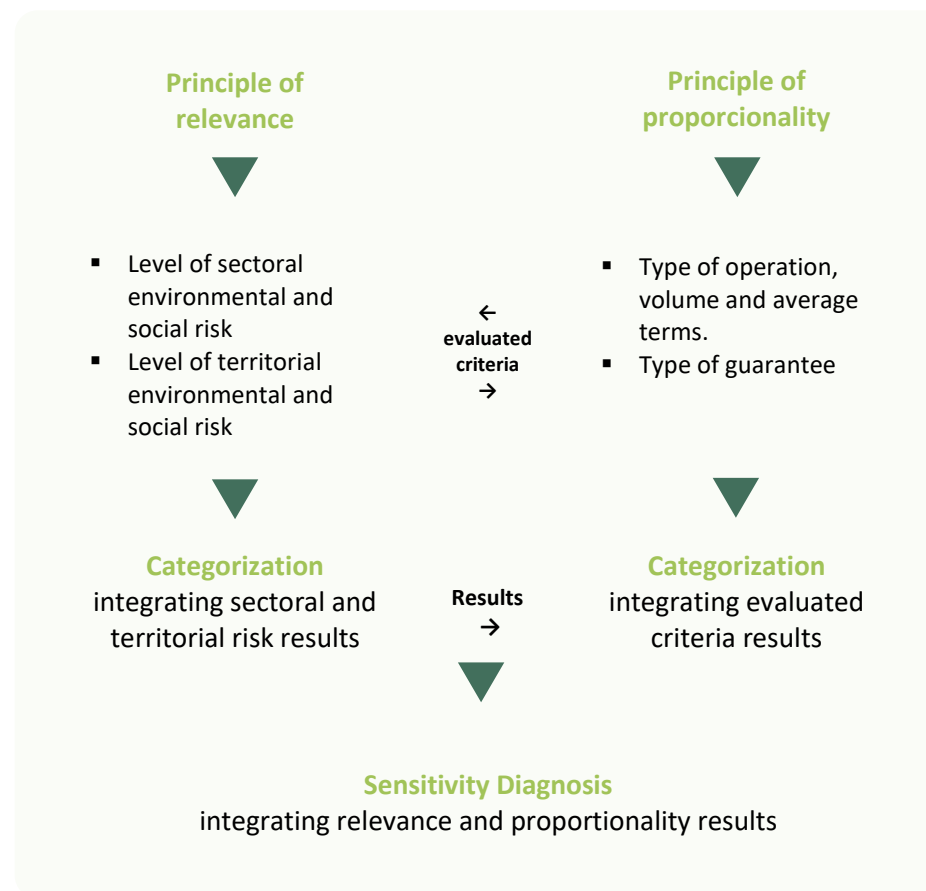 Principle of
relevance
Principle of
proporcionality
▪ Level of sectoral
environmental and
social risk
▪ Level of territorial
environmental and
social risk
←
evaluated
criteria
→
▪ Type of operation,
volume and average
terms.
▪ Type of guarantee
Categorization
integrating sectoral and
territorial risk results
Results
→
Categorization
integrating evaluated
criteria results
Sensitivity Diagnosis
integrating relevance and proportionality results